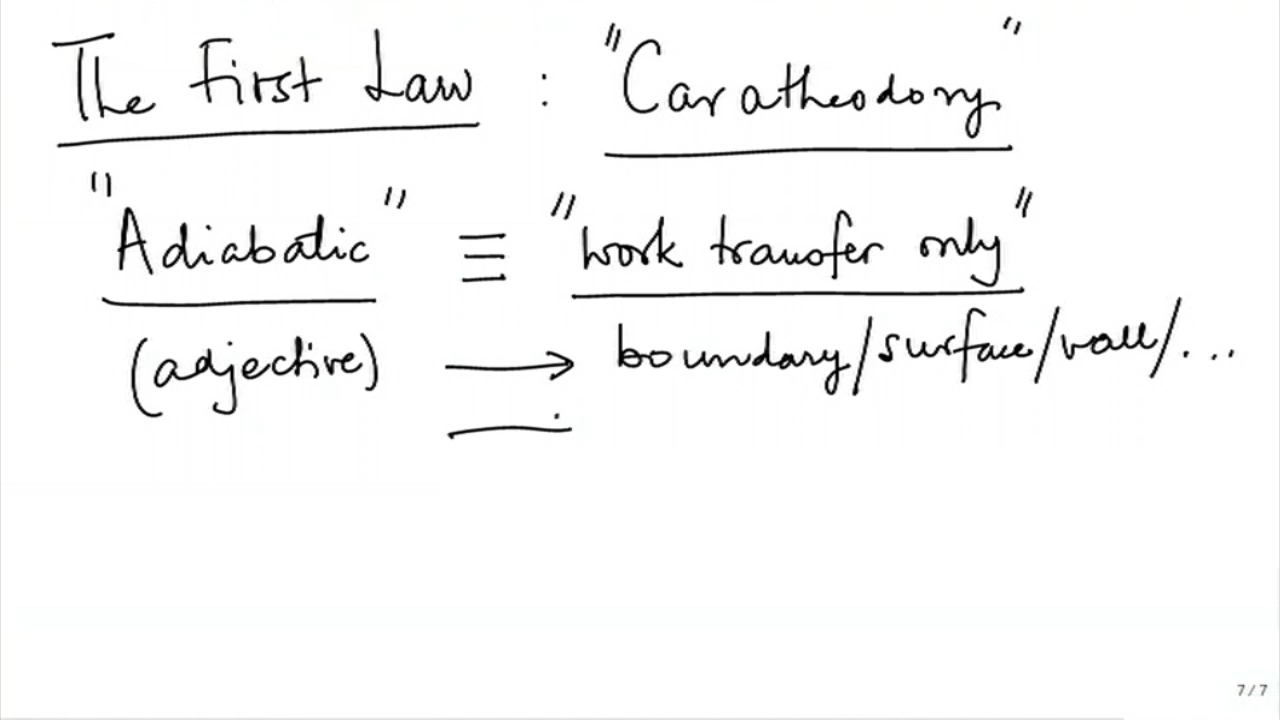 The First Law : "Caratheodory"
"Adiabatic" ≡ "work transfer only"
(adjective) → boundary/surface/wall/...
7/7